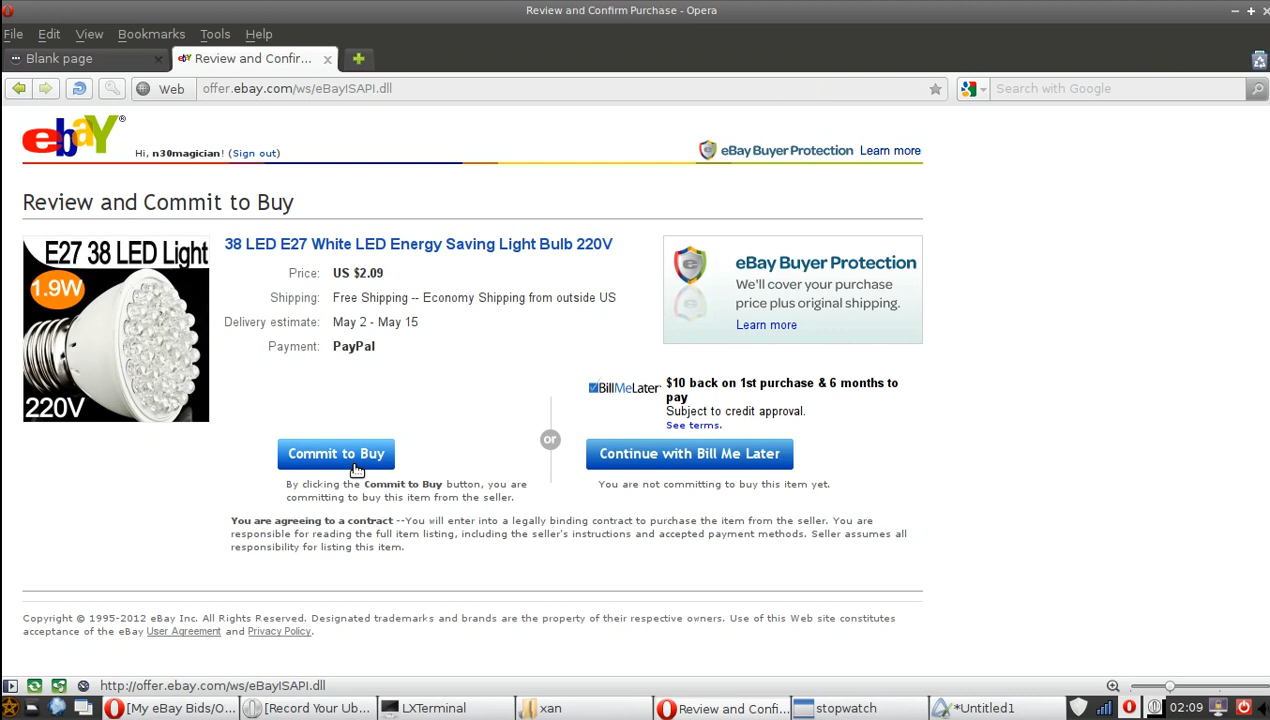 Review and Confirm Purchase - Opera
File Edit View Bookmarks Tools Help
Blank page
Review and Confir...
Web offer.ebay.com/ws/eBayISAPI.dll Search with Google
ebaY®
Hi, n30magician! (Sign out)
eBay Buyer Protection Learn more
Review and Commit to Buy
E27 38 LED Light
1.9W
220V
38 LED E27 White LED Energy Saving Light Bulb 220V
Price: US $2.09
Shipping: Free Shipping -- Economy Shipping from outside US
Delivery estimate: May 2 - May 15
Payment: PayPal
eBay Buyer Protection
We'll cover your purchase
price plus original shipping.
Learn more
BillMeLater
$10 back on 1st purchase & 6 months to
pay
Subject to credit approval.
See terms.
Commit to Buy
or
Continue with Bill Me Later
By clicking the Commit to Buy button, you are
committing to buy this item from the seller.
You are not committing to buy this item yet.
You are agreeing to a contract --You will enter into a legally binding contract to purchase the item from the seller. You are
responsible for reading the full item listing, including the seller's instructions and accepted payment methods. Seller assumes all
responsibility for listing this item.
Copyright © 1995-2012 eBay Inc. All Rights Reserved. Designated trademarks and brands are the property of their respective owners. Use of this Web site constitutes
acceptance of the eBay User Agreement and Privacy Policy.
http://offer.ebay.com/ws/eBayISAPI.dll
[My eBay Bids/O... [Record Your Ub... LXTerminal xan Review and Confi... stopwatch *Untitled1 02:09